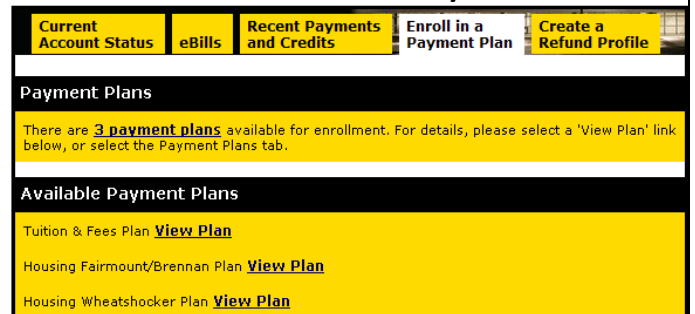 Current Account Status
eBills
Recent Payments and Credits
Enroll in a Payment Plan
Create a Refund Profile
Payment Plans
There are 3 payment plans available for enrollment. For details, please select a 'View Plan' link
below, or select the Payment Plans tab.
Available Payment Plans
Tuition & Fees Plan View Plan
Housing Fairmount/Brennan Plan View Plan
Housing Wheatshocker Plan View Plan